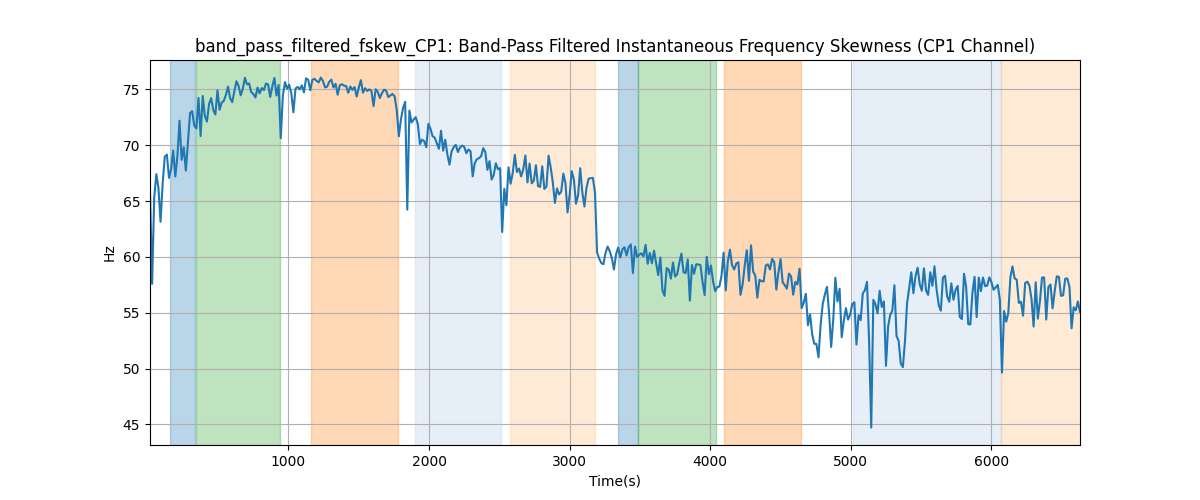 band_pass_filtered_fskew_CP1: Band-Pass Filtered Instantaneous Frequency Skewness (CP1 Channel)
75
70
65
60
55
50
45
Hz
1000 2000 3000 4000 5000 6000
Time(s)